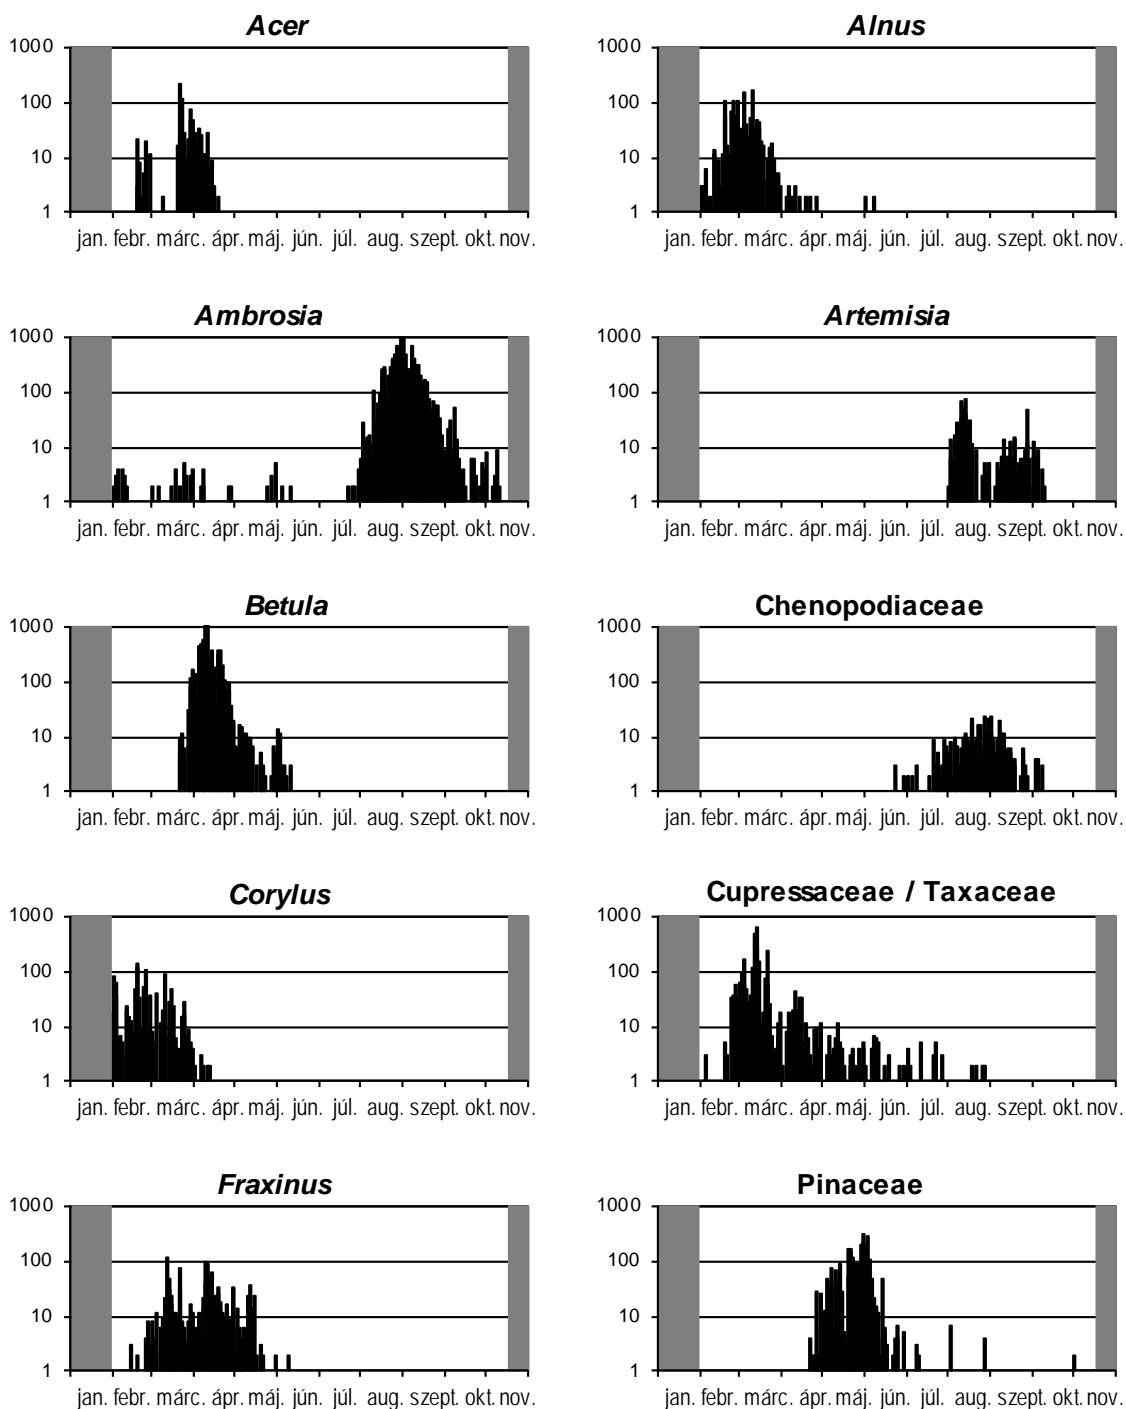 Acer
Alnus
1000
100
10
1
jan. febr. márc. ápr. máj. jún. júl. aug. szept. okt. nov.
1000
100
10
1
jan. febr. márc. ápr. máj. jún. júl. aug. szept. okt. nov.
Ambrosia
Artemisia
1000
100
10
1
jan. febr. márc. ápr. máj. jún. júl. aug. szept. okt. nov.
1000
100
10
1
jan. febr. márc. ápr. máj. jún. júl. aug. szept. okt. nov.
Betula
Chenopodiaceae
1000
100
10
1
jan. febr. márc. ápr. máj. jún. júl. aug. szept. okt. nov.
1000
100
10
1
jan. febr. márc. ápr. máj. jún. júl. aug. szept. okt. nov.
Corylus
Cupressaceae / Taxaceae
1000
100
10
1
jan. febr. márc. ápr. máj. jún. júl. aug. szept. okt. nov.
1000
100
10
1
jan. febr. márc. ápr. máj. jún. júl. aug. szept. okt. nov.
Fraxinus
Pinaceae
1000
100
10
1
jan. febr. márc. ápr. máj. jún. júl. aug. szept. okt. nov.
1000
100
10
1
jan. febr. márc. ápr. máj. jún. júl. aug. szept. okt. nov.